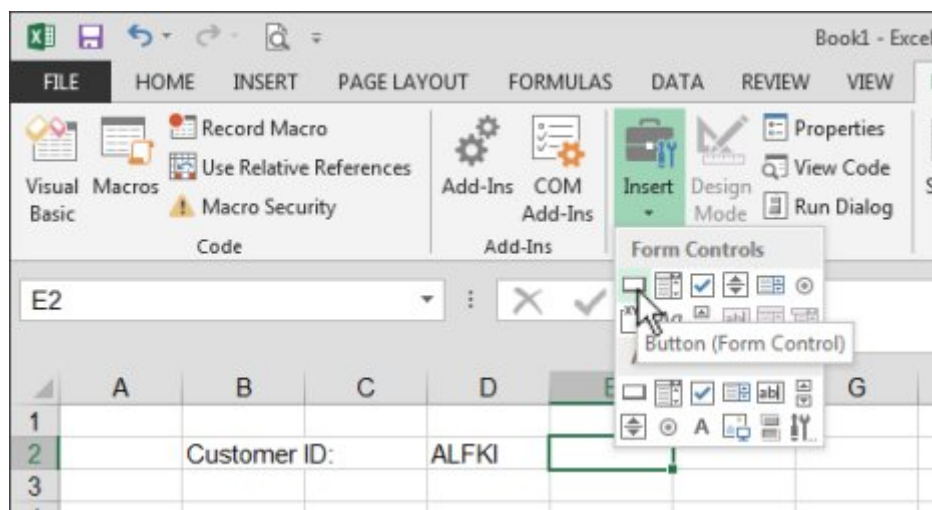 Book1 - Excel
FILE HOME INSERT PAGE LAYOUT FORMULAS DATA REVIEW VIEW
Record Macro
Use Relative References
Macro Security
Visual Basic
Macros
Code
Add-Ins
COM Add-Ins
Add-Ins
Insert
Design Mode
Properties
View Code
Run Dialog
Form Controls
Button (Form Control)
E2
A B C D E G
1
2 Customer ID: ALFKI
3